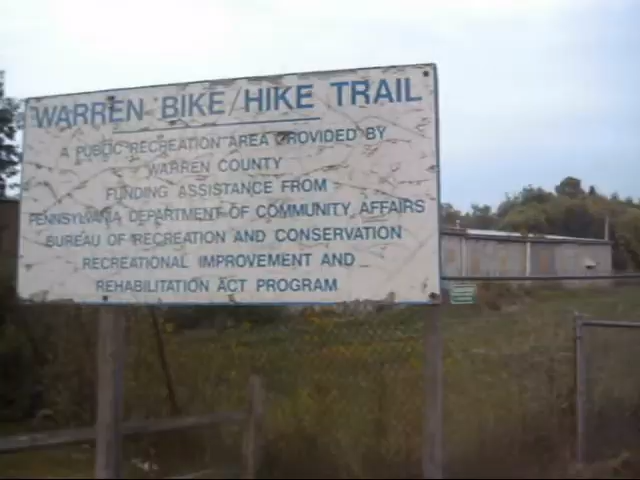 WARREN BIKE/HIKE TRAIL
A PUBLIC RECREATION AREA PROVIDED BY
WARREN COUNTY
FUNDING ASSISTANCE FROM
PENNSYLVANIA DEPARTMENT OF COMMUNITY AFFAIRS
BUREAU OF RECREATION AND CONSERVATION
RECREATIONAL IMPROVEMENT AND
REHABILITATION ACT PROGRAM